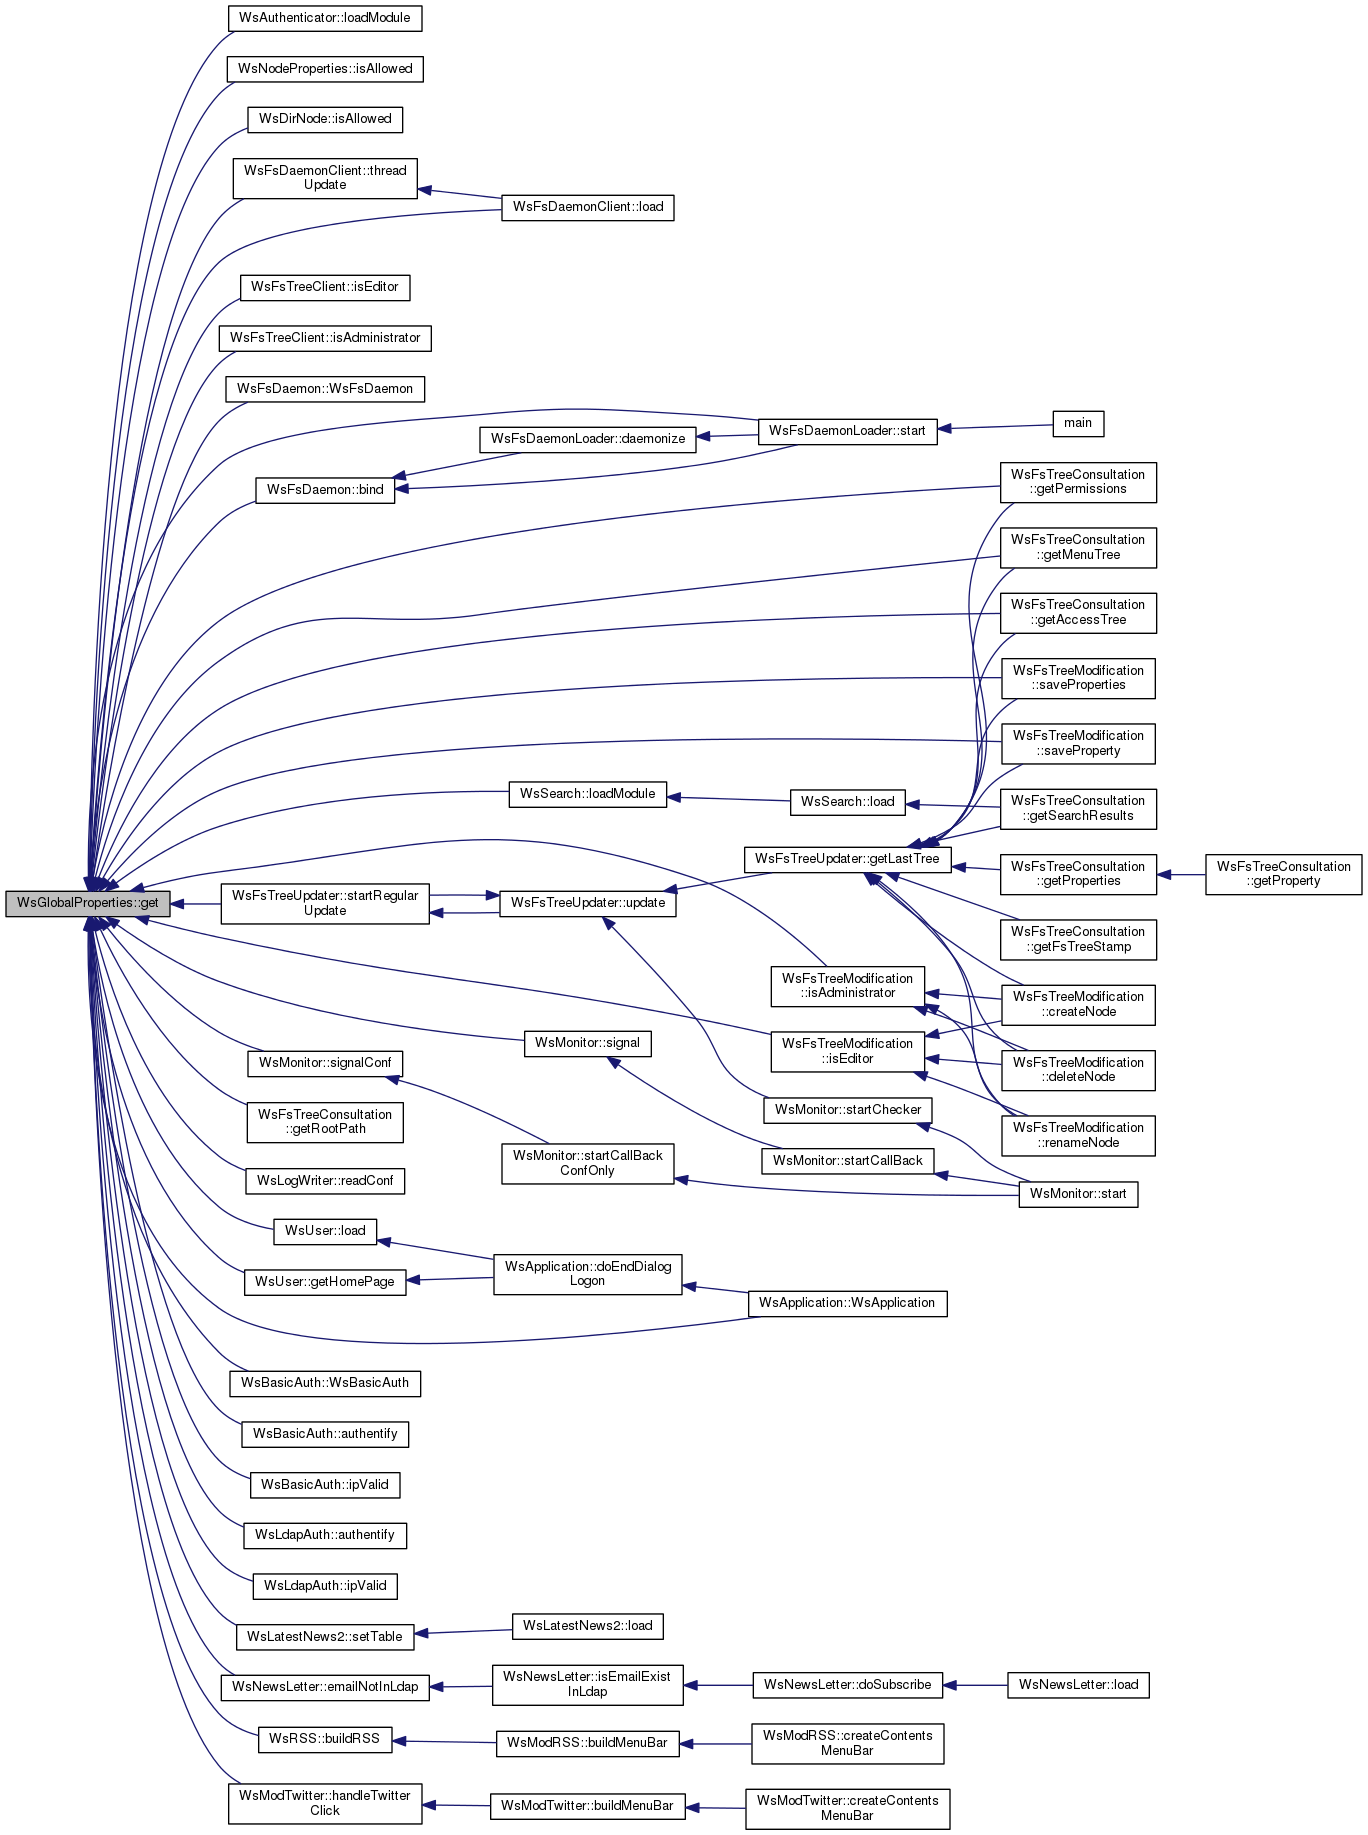 WsAuthenticator::loadModule
WsNodeProperties::isAllowed
WsDirNode::isAllowed
WsFsDaemonClient::thread
Update
WsFsDaemonClient::load
WsFsTreeClient::isEditor
WsFsTreeClient::isAdministrator
WsFsDaemon::WsFsDaemon
WsFsDaemonLoader::start
main
WsFsDaemonLoader::daemonize
WsFsDaemon::bind
WsFsTreeConsultation
::getPermissions
WsFsTreeConsultation
::getMenuTree
WsFsTreeConsultation
::getAccessTree
WsFsTreeModification
::saveProperties
WsFsTreeModification
::saveProperty
WsSearch::loadModule
WsSearch::load
WsFsTreeConsultation
::getSearchResults
WsFsTreeUpdater::getLastTree
WsFsTreeConsultation
::getProperties
WsFsTreeConsultation
::getProperty
WsGlobalProperties::get
WsFsTreeUpdater::startRegular
Update
WsFsTreeUpdater::update
WsFsTreeConsultation
::getFsTreeStamp
WsFsTreeModification
::isAdministrator
WsFsTreeModification
::createNode
WsMonitor::signal
WsFsTreeModification
::isEditor
WsMonitor::signalConf
WsFsTreeModification
::deleteNode
WsMonitor::startChecker
WsFsTreeConsultation
::getRootPath
WsFsTreeModification
::renameNode
WsMonitor::startCallBack
ConfOnly
WsMonitor::startCallBack
WsLogWriter::readConf
WsMonitor::start
WsUser::load
WsApplication::doEndDialog
Logon
WsUser::getHomePage
WsApplication::WsApplication
WsBasicAuth::WsBasicAuth
WsBasicAuth::authentify
WsBasicAuth::ipValid
WsLdapAuth::authentify
WsLdapAuth::ipValid
WsLatestNews2::setTable
WsLatestNews2::load
WsNewsLetter::emailNotInLdap
WsNewsLetter::isEmailExist
InLdap
WsNewsLetter::doSubscribe
WsNewsLetter::load
WsRSS::buildRSS
WsModRSS::buildMenuBar
WsModRSS::createContents
MenuBar
WsModTwitter::handleTwitter
Click
WsModTwitter::buildMenuBar
WsModTwitter::createContents
MenuBar